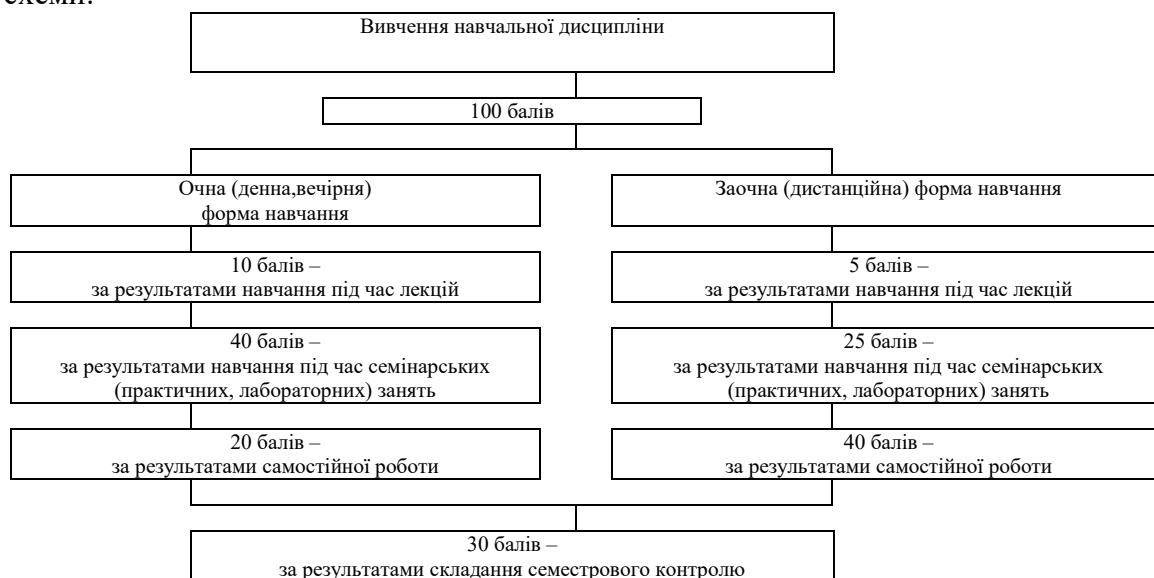 схеми:
Вивчення навчальної дисципліни
100 балів
Очна (денна,вечірня)
форма навчання
Заочна (дистанційна) форма навчання
10 балів –
за результатами навчання під час лекцій
5 балів –
за результатами навчання під час лекцій
40 балів –
за результатами навчання під час семінарських
(практичних, лабораторних) занять
25 балів –
за результатами навчання під час семінарських
(практичних, лабораторних) занять
20 балів –
за результатами самостійної роботи
40 балів –
за результатами самостійної роботи
30 балів –
за результатами складання семестрового контролю